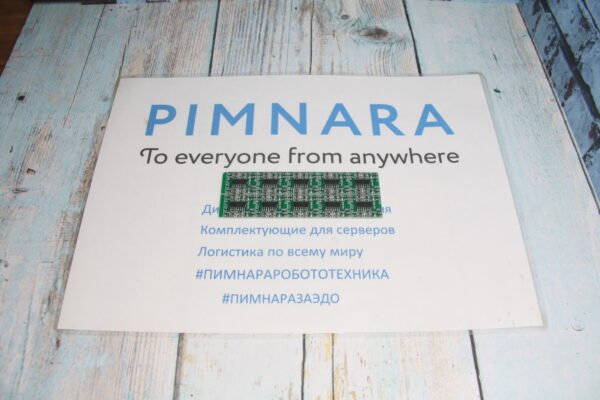 PIMNARA
To everyone from anywhere
Комплектующие для серверов
Логистика по всему миру
#ПИМНАРАРОБОТОТЕХНИКА
#ПИМНАРАЗАЭДО